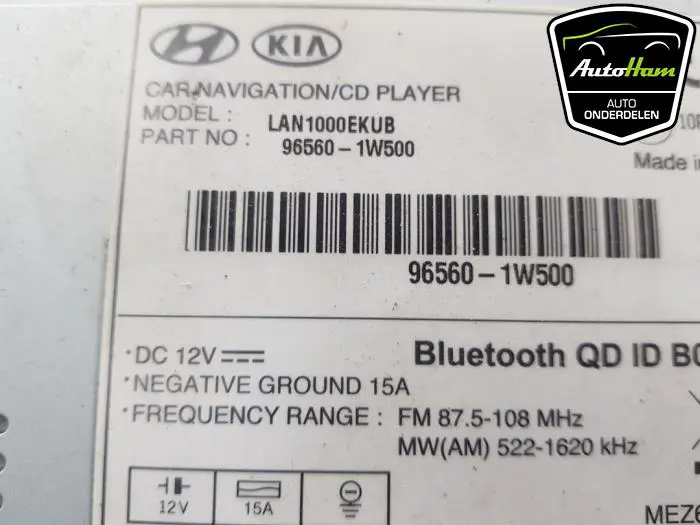 KIA
CAR NAVIGATION/CD PLAYER
MODEL : LAN1000EKUB
PART NO : 96560-1W500
Made in
96560-1W500
·DC 12V
·NEGATIVE GROUND 15A
·FREQUENCY RANGE : FM 87.5-108 MHz
MW(AM) 522-1620 kHz
Bluetooth QD ID
12V
15A
AutoHam
AUTO
ONDERDELEN